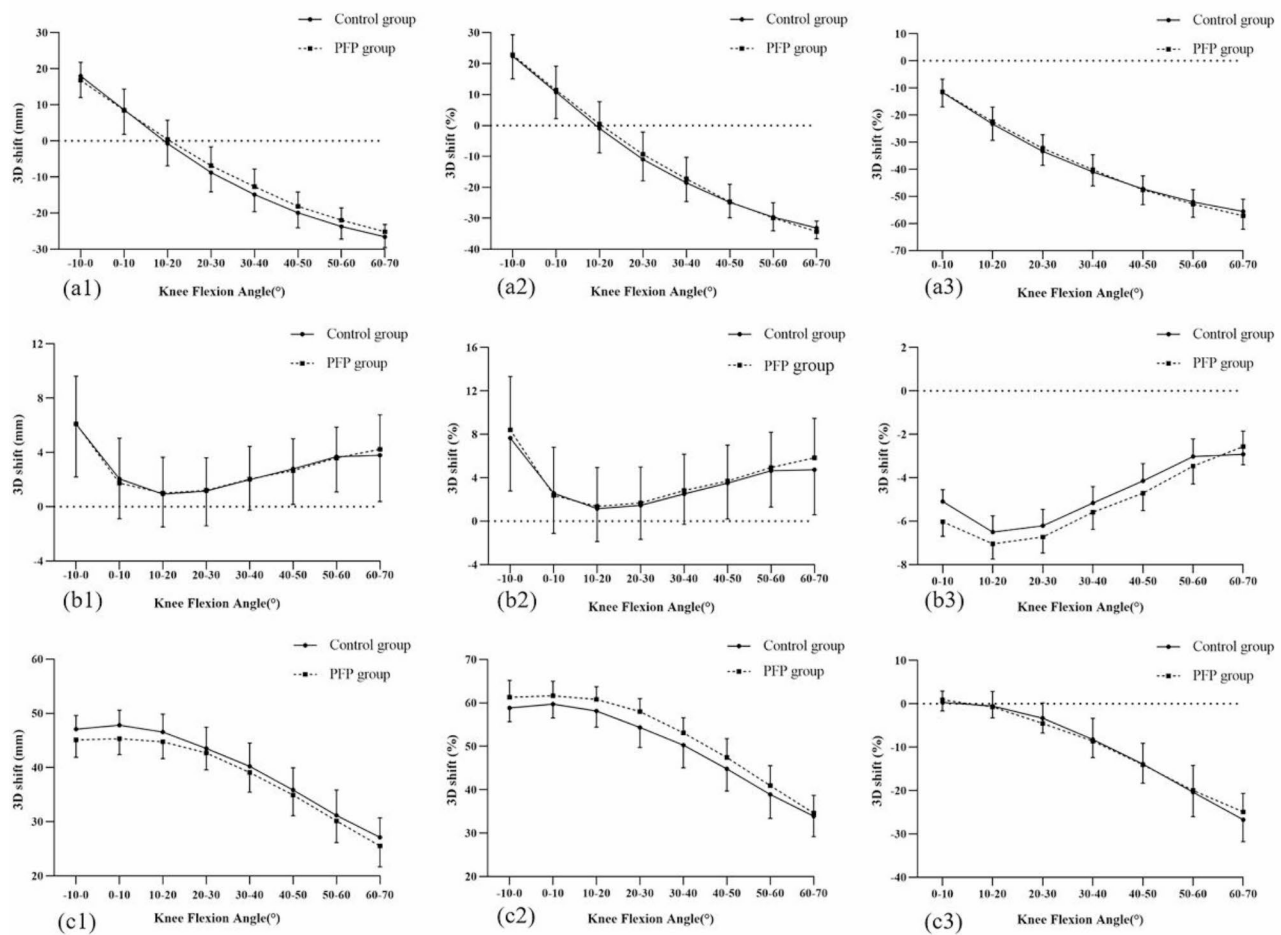 Control group
PFP group
3D shift (mm)
30
20
10
0
-10
-20
-30
-10-0 0-10 10-20 20-30 30-40 40-50 50-60 60-70
Knee Flexion Angle(°)
(a1)
Control group
PFP group
3D shift (%)
30
20
10
0
-10
-20
-30
-40
-10-0 0-10 10-20 20-30 30-40 40-50 50-60 60-70
Knee Flexion Angle(°)
(a2)
Control group
PFP group
3D shift (%)
10
0
-10
-20
-30
-40
-50
-60
-70
0-10 10-20 20-30 30-40 40-50 50-60 60-70
Knee Flexion Angle(°)
(a3)
Control group
PFP group
3D shift (mm)
12
8
4
0
-4
-10-0 0-10 10-20 20-30 30-40 40-50 50-60 60-70
Knee Flexion Angle(°)
(b1)
Control group
PFP group
3D shift (%)
16
12
8
4
0
-4
-10-0 0-10 10-20 20-30 30-40 40-50 50-60 60-70
Knee Flexion Angle(°)
(b2)
Control group
PFP group
3D shift (%)
2
0
-2
-4
-6
-8
0-10 10-20 20-30 30-40 40-50 50-60 60-70
Knee Flexion Angle(°)
(b3)
Control group
PFP group
3D shift (mm)
60
50
40
30
20
-10-0 0-10 10-20 20-30 30-40 40-50 50-60 60-70
Knee Flexion Angle(°)
(c1)
Control group
PFP group
3D shift (%)
70
60
50
40
30
20
-10-0 0-10 10-20 20-30 30-40 40-50 50-60 60-70
Knee Flexion Angle(°)
(c2)
Control group
PFP group
3D shift (%)
10
0
-10
-20
-30
-40
0-10 10-20 20-30 30-40 40-50 50-60 60-70
Knee Flexion Angle(°)
(c3)